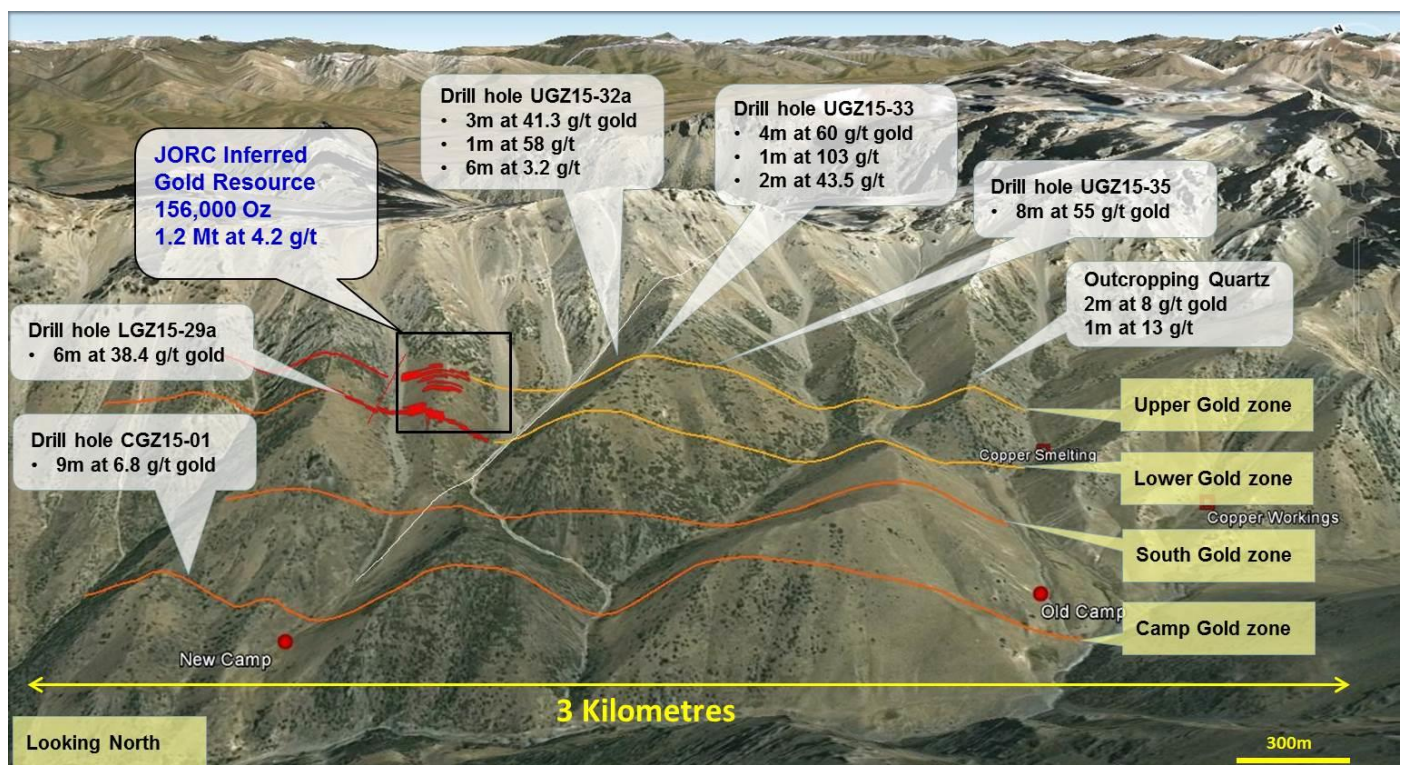 N
Drill hole UGZ15-32a
• 3m at 41.3 g/t gold
• 1m at 58 g/t
• 6m at 3.2 g/t
Drill hole UGZ15-33
• 4m at 60 g/t gold
• 1m at 103 g/t
• 2m at 43.5 g/t
JORC Inferred
Gold Resource
156,000 Oz
1.2 Mt at 4.2 g/t
Drill hole UGZ15-35
• 8m at 55 g/t gold
Outcropping Quartz
2m at 8 g/t gold
1m at 13 g/t
Drill hole LGZ15-29a
• 6m at 38.4 g/t gold
Upper Gold zone
Drill hole CGZ15-01
• 9m at 6.8 g/t gold
Copper Smelting
Lower Gold zone
Copper Workings
South Gold zone
Old Camp
Camp Gold zone
New Camp
3 Kilometres
Looking North
300m